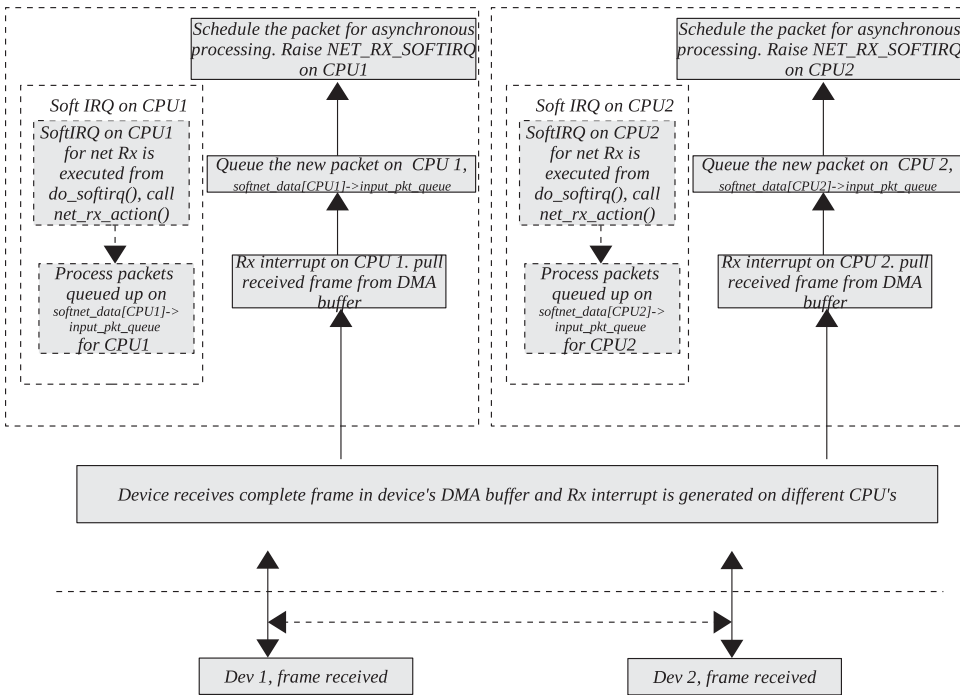 Schedule the packet for asynchronous
processing. Raise NET_RX_SOFTIRQ
on CPU1
Soft IRQ on CPU1
SoftIRQ on CPU1
for net Rx is
executed from
do_softirq(), call
net_rx_action()
Process packets
queued up on
softnet_data[CPU1]->
input_pkt_queue
for CPU1
Queue the new packet on CPU 1,
softnet_data[CPU1]->input_pkt_queue
Rx interrupt on CPU 1. pull
received frame from DMA
buffer
Schedule the packet for asynchronous
processing. Raise NET_RX_SOFTIRQ
on CPU2
Soft IRQ on CPU2
SoftIRQ on CPU2
for net Rx is
executed from
do_softirq(), call
net_rx_action()
Process packets
queued up on
softnet_data[CPU2]->
input_pkt_queue
for CPU2
Queue the new packet on CPU 2,
softnet_data[CPU2]->input_pkt_queue
Rx interrupt on CPU 2. pull
received frame from DMA
buffer
Device receives complete frame in device's DMA buffer and Rx interrupt is generated on different CPU's
Dev 1, frame received
Dev 2, frame received